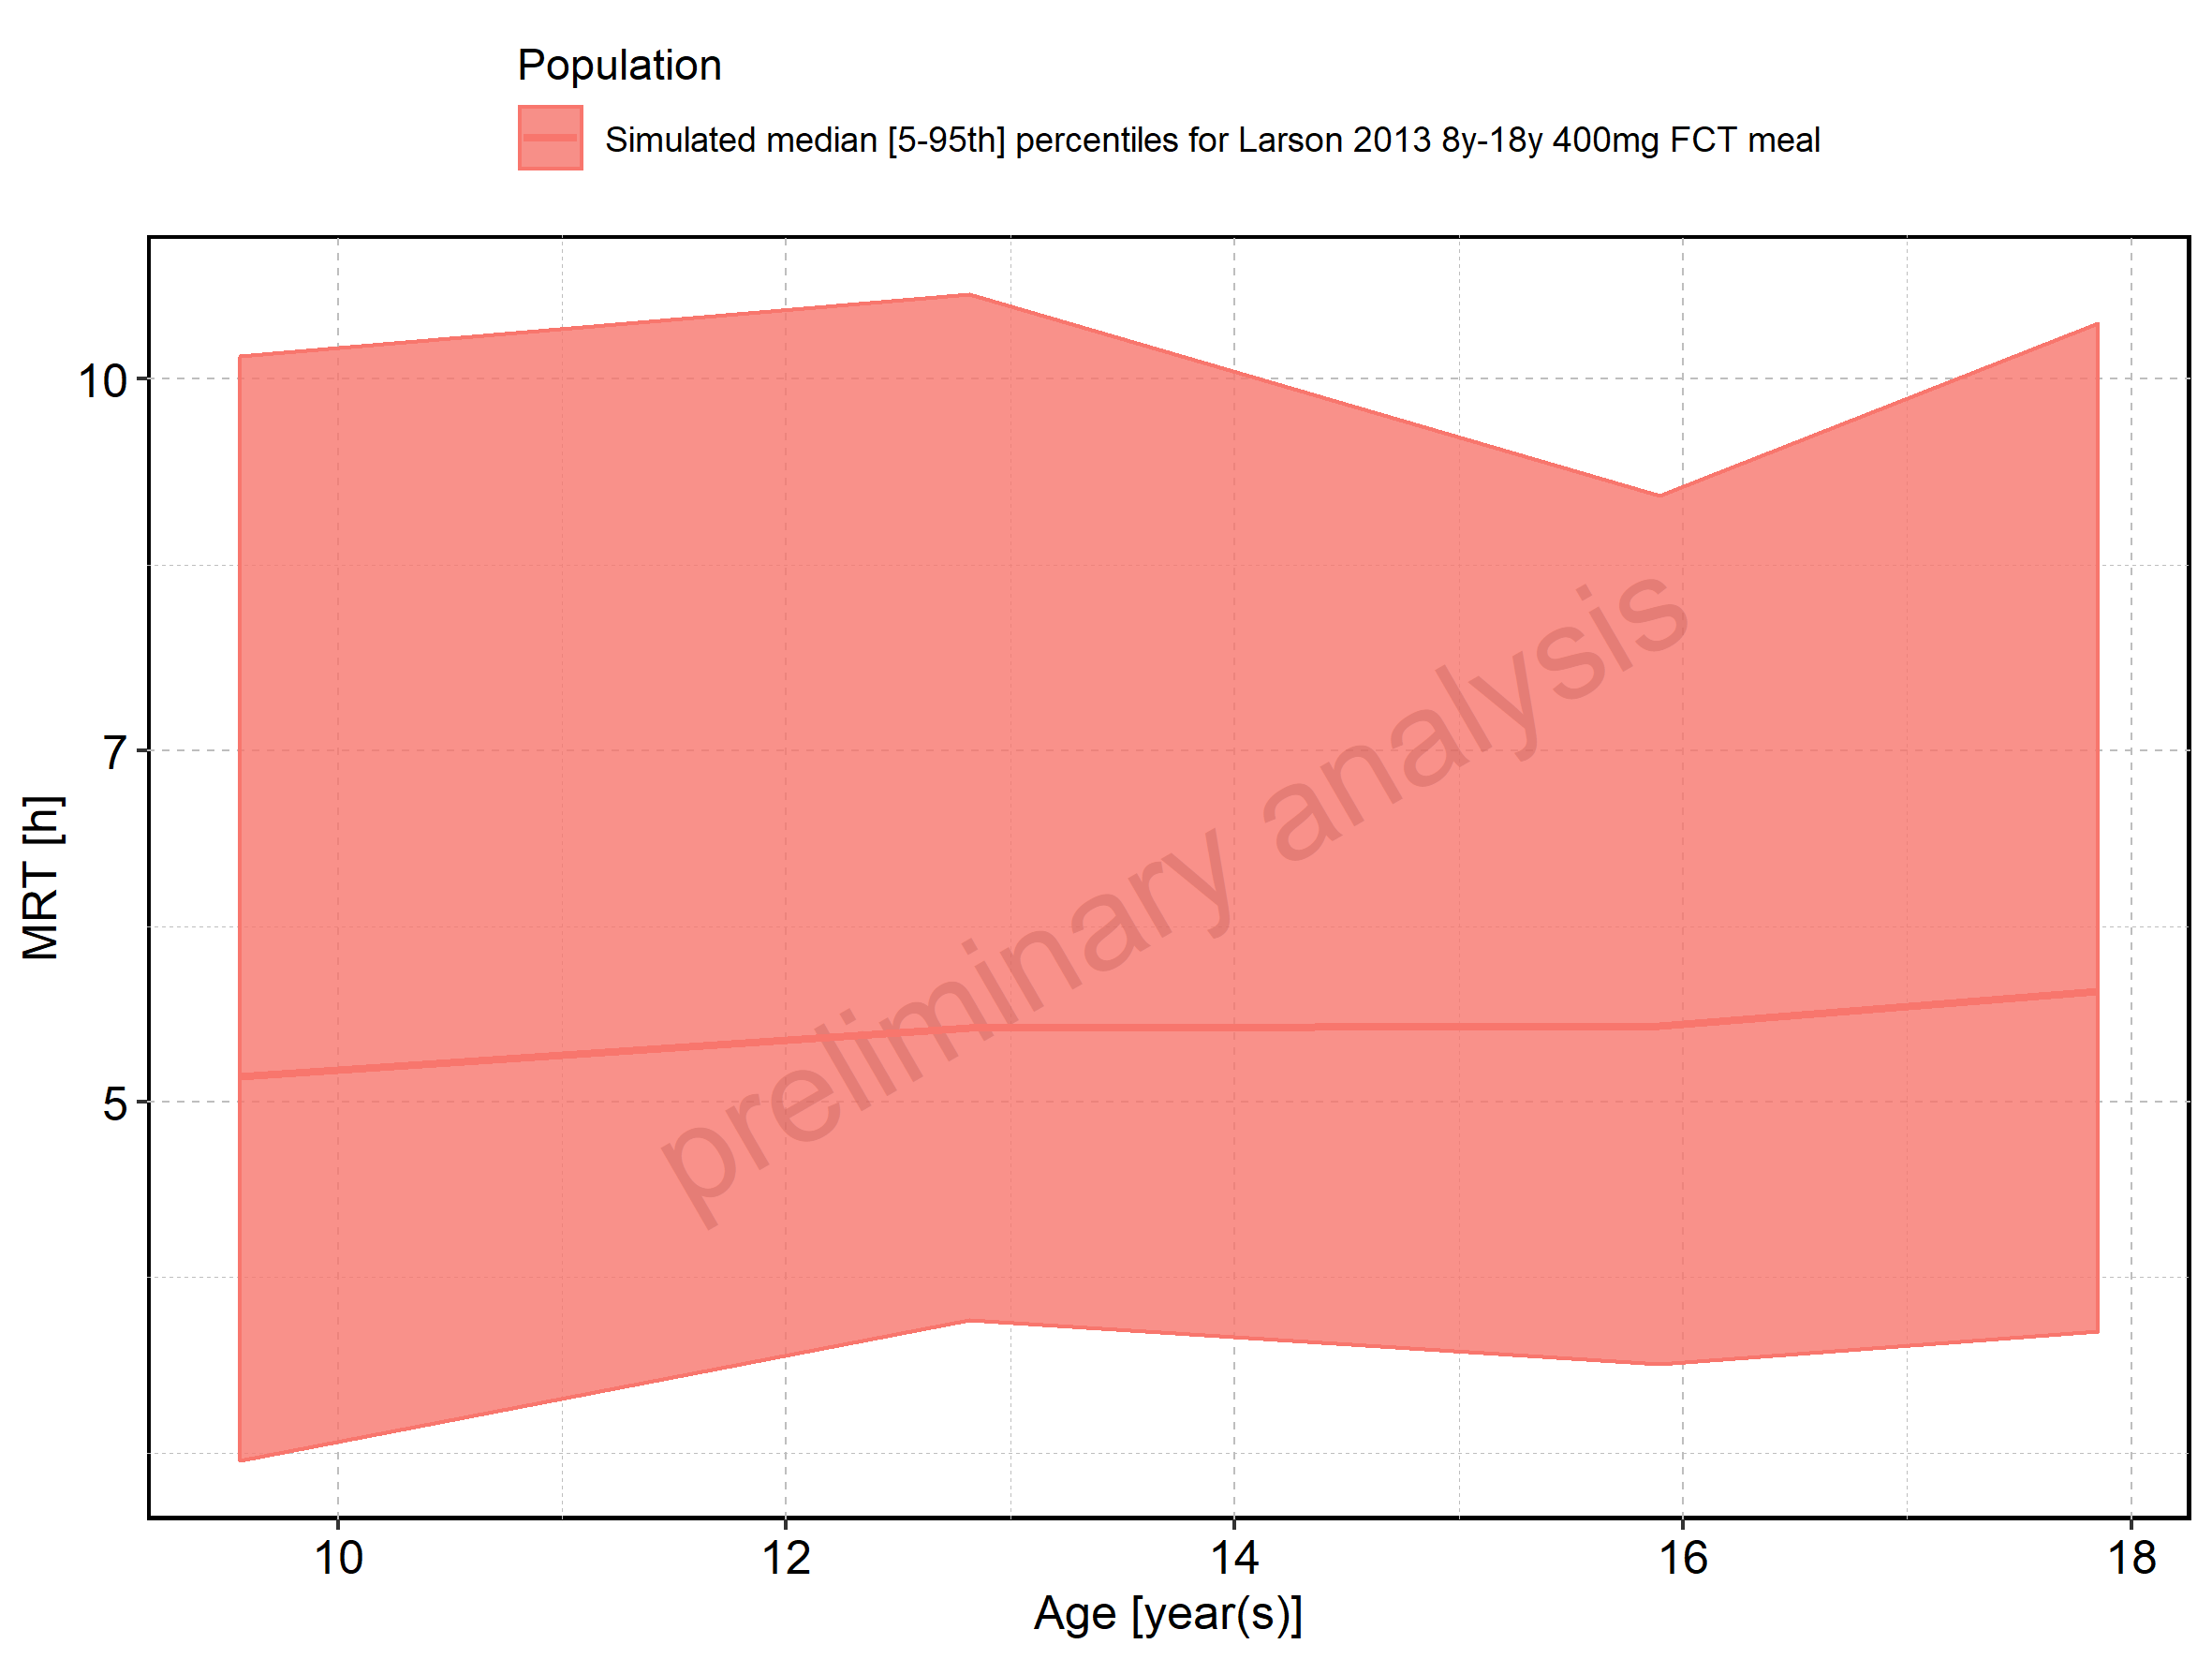 Population
Simulated median [5-95th] percentiles for Larson 2013 8y-18y 400mg FCT meal
10
7
5
MRT [h]
preliminary analysis
10 12 14 16 18
Age [year(s)]